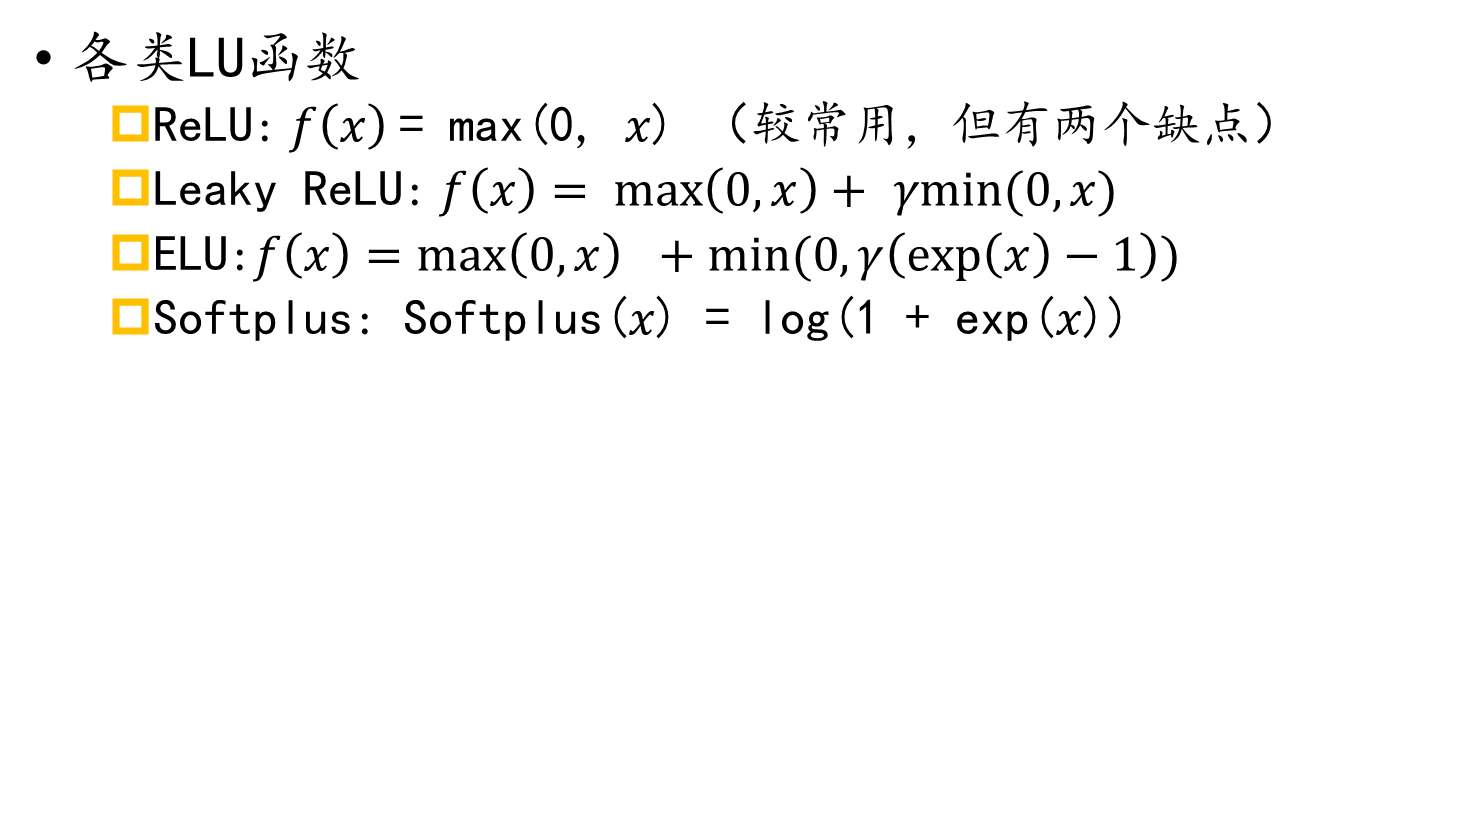 • 各类LU函数
ReLU: f(x) = max(0, x) （较常用，但有两个缺点）
Leaky ReLU: f(x) = max(0, x) + γmin(0, x)
ELU: f(x) = max(0, x) + min(0, γ(exp(x) − 1))
Softplus: Softplus(x) = log(1 + exp(x))